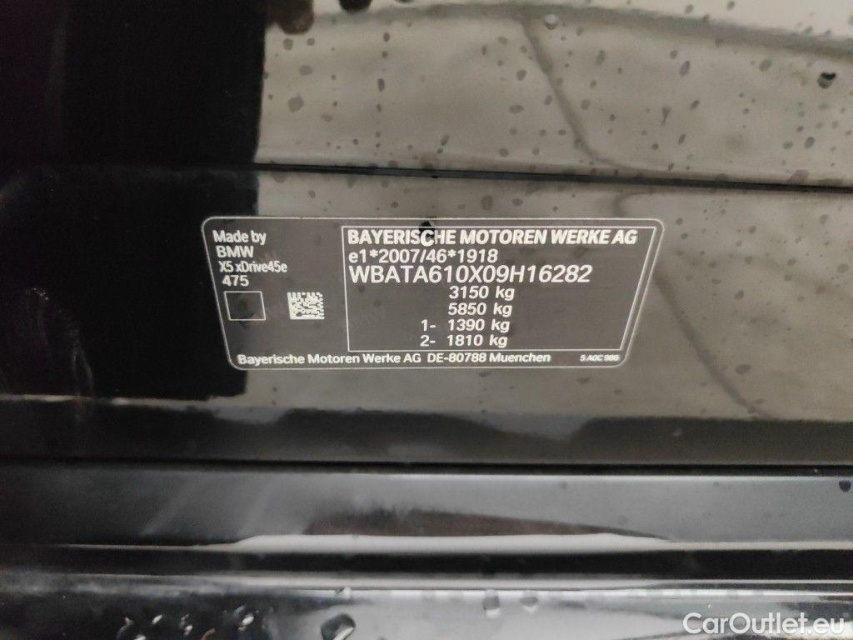 Made by
BMW
X5 xDrive45e
475
BAYERISCHE MOTOREN WERKE AG
e1*2007/46*1918
WBATA610X09H16282
3150 kg
5850 kg
1- 1390 kg
2- 1810 kg
Bayerische Motoren Werke AG DE-80788 Muenchen
CarOutlet.eu